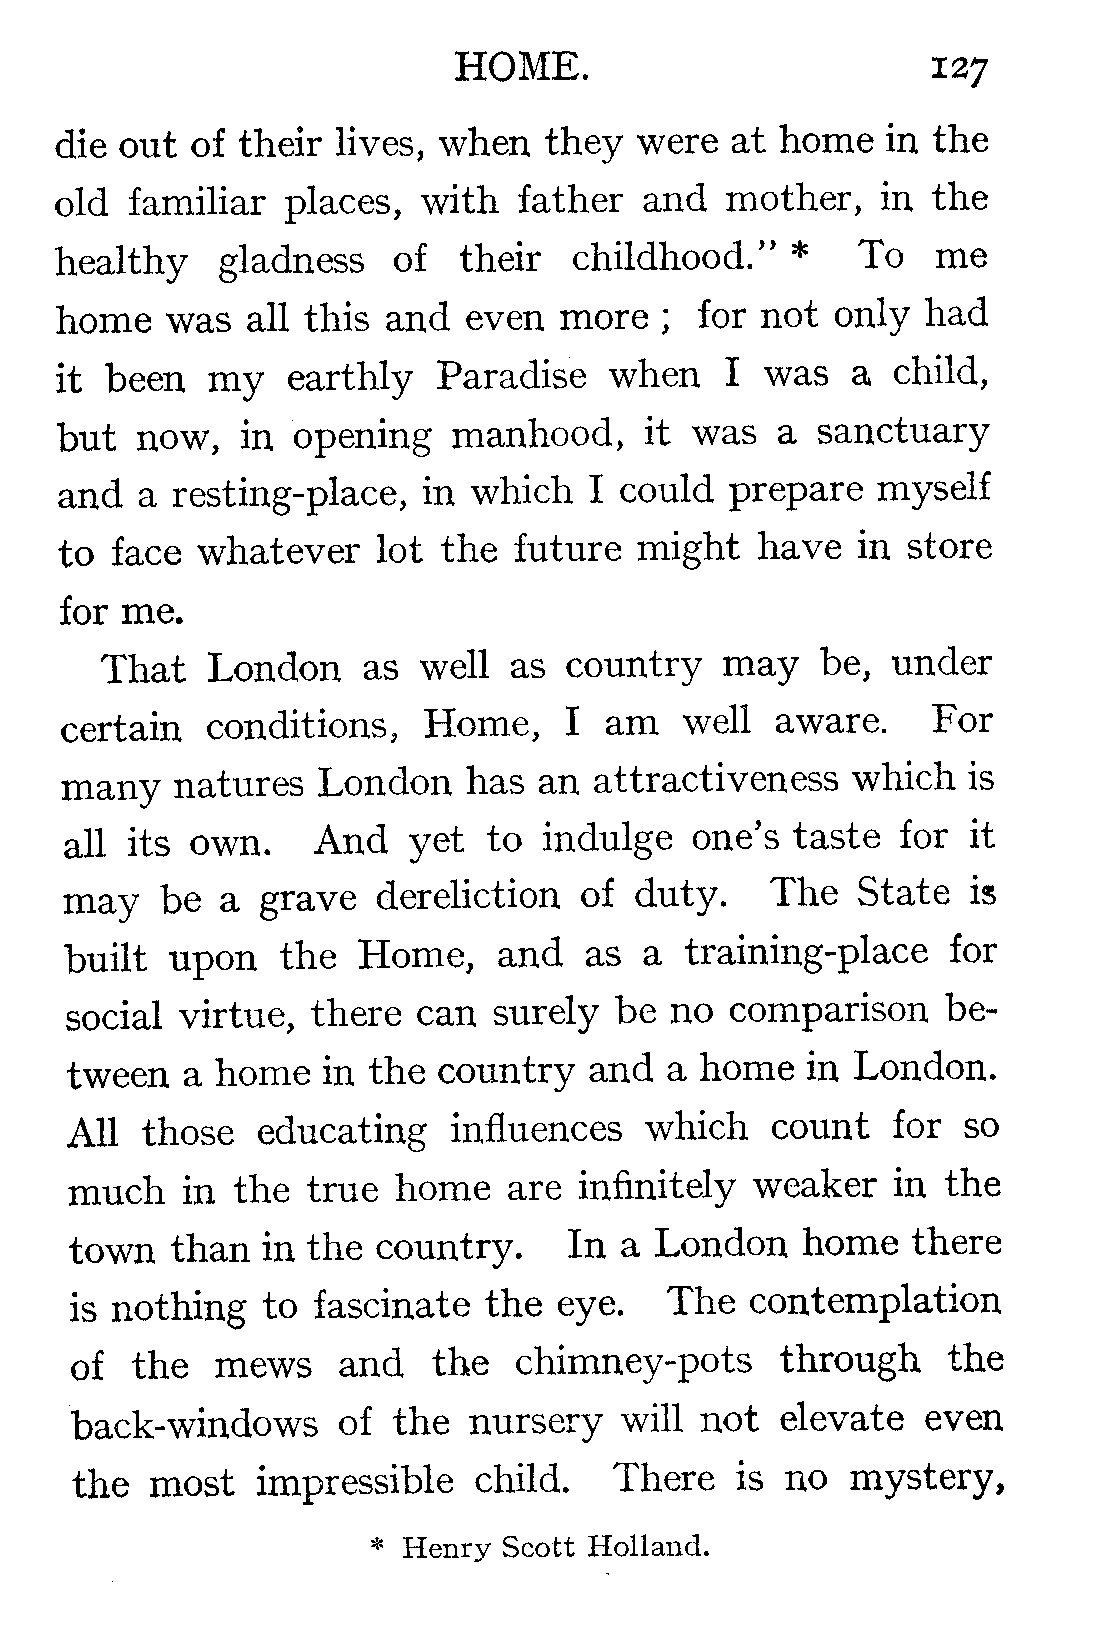 HOME. 127
die out of their lives, when they were at home in the
old familiar places, with father and mother, in the
healthy gladness of their childhood." * To me
home was all this and even more ; for not only had
it been my earthly Paradise when I was a child,
but now, in opening manhood, it was a sanctuary
and a resting-place, in which I could prepare myself
to face whatever lot the future might have in store
for me.
That London as well as country may be, under
certain conditions, Home, I am well aware. For
many natures London has an attractiveness which is
all its own. And yet to indulge one's taste for it
may be a grave dereliction of duty. The State is
built upon the Home, and as a training-place for
social virtue, there can surely be no comparison be-
tween a home in the country and a home in London.
All those educating influences which count for so
much in the true home are infinitely weaker in the
town than in the country. In a London home there
is nothing to fascinate the eye. The contemplation
of the mews and the chimney-pots through the
back-windows of the nursery will not elevate even
the most impressible child. There is no mystery,
* Henry Scott Holland.